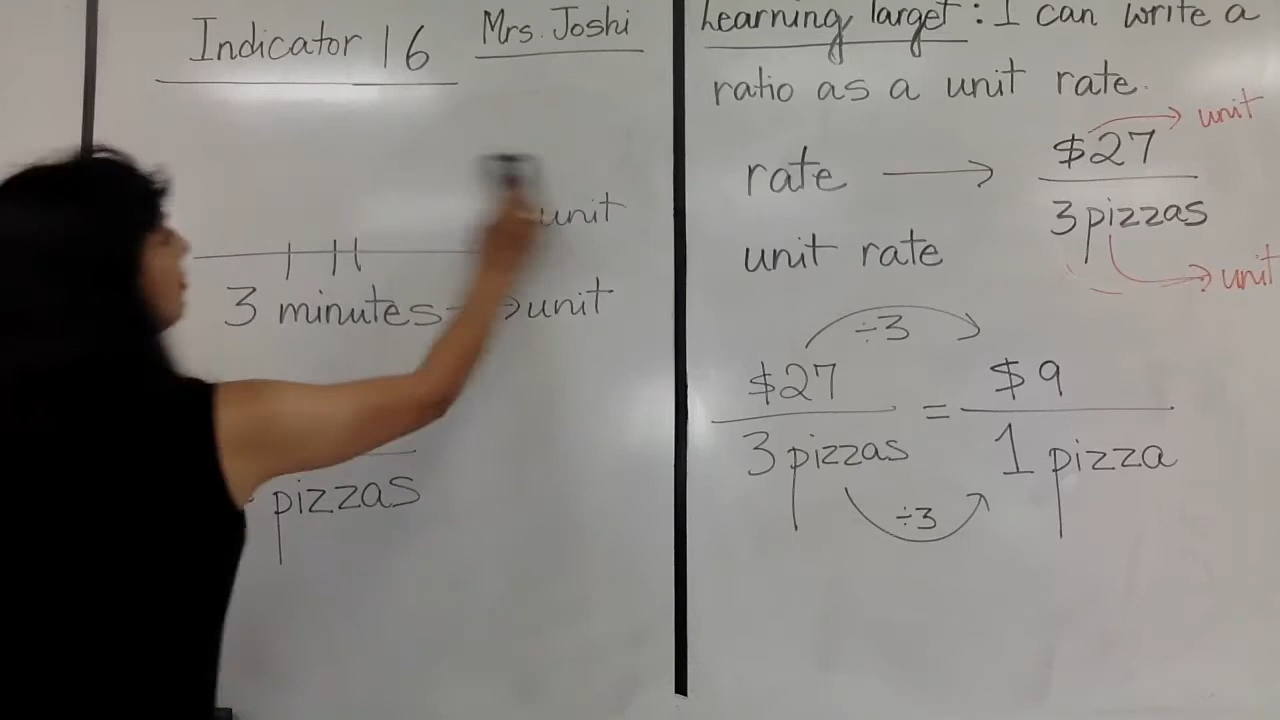 Indicator 16
Mrs. Joshi
unit
3 minutes → unit
pizzas
Learning Target : I can write a
ratio as a unit rate.
rate → $27 → unit
3 pizzas → unit
unit rate
÷3
$27 = $9
3 pizzas 1 pizza
÷3